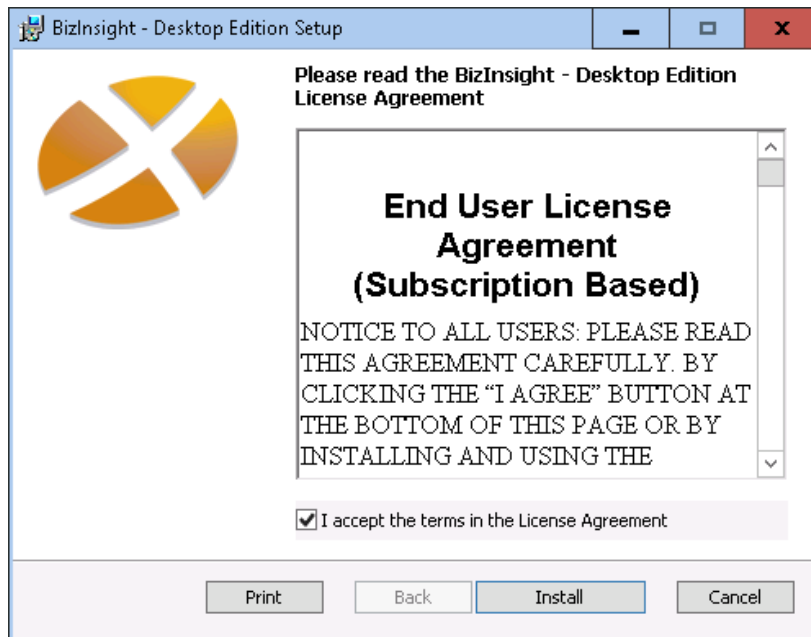 BizInsight - Desktop Edition Setup
Please read the BizInsight - Desktop Edition
License Agreement
End User License
Agreement
(Subscription Based)
NOTICE TO ALL USERS: PLEASE READ
THIS AGREEMENT CAREFULLY. BY
CLICKING THE “I AGREE” BUTTON AT
THE BOTTOM OF THIS PAGE OR BY
INSTALLING AND USING THE
I accept the terms in the License Agreement
Print
Back
Install
Cancel